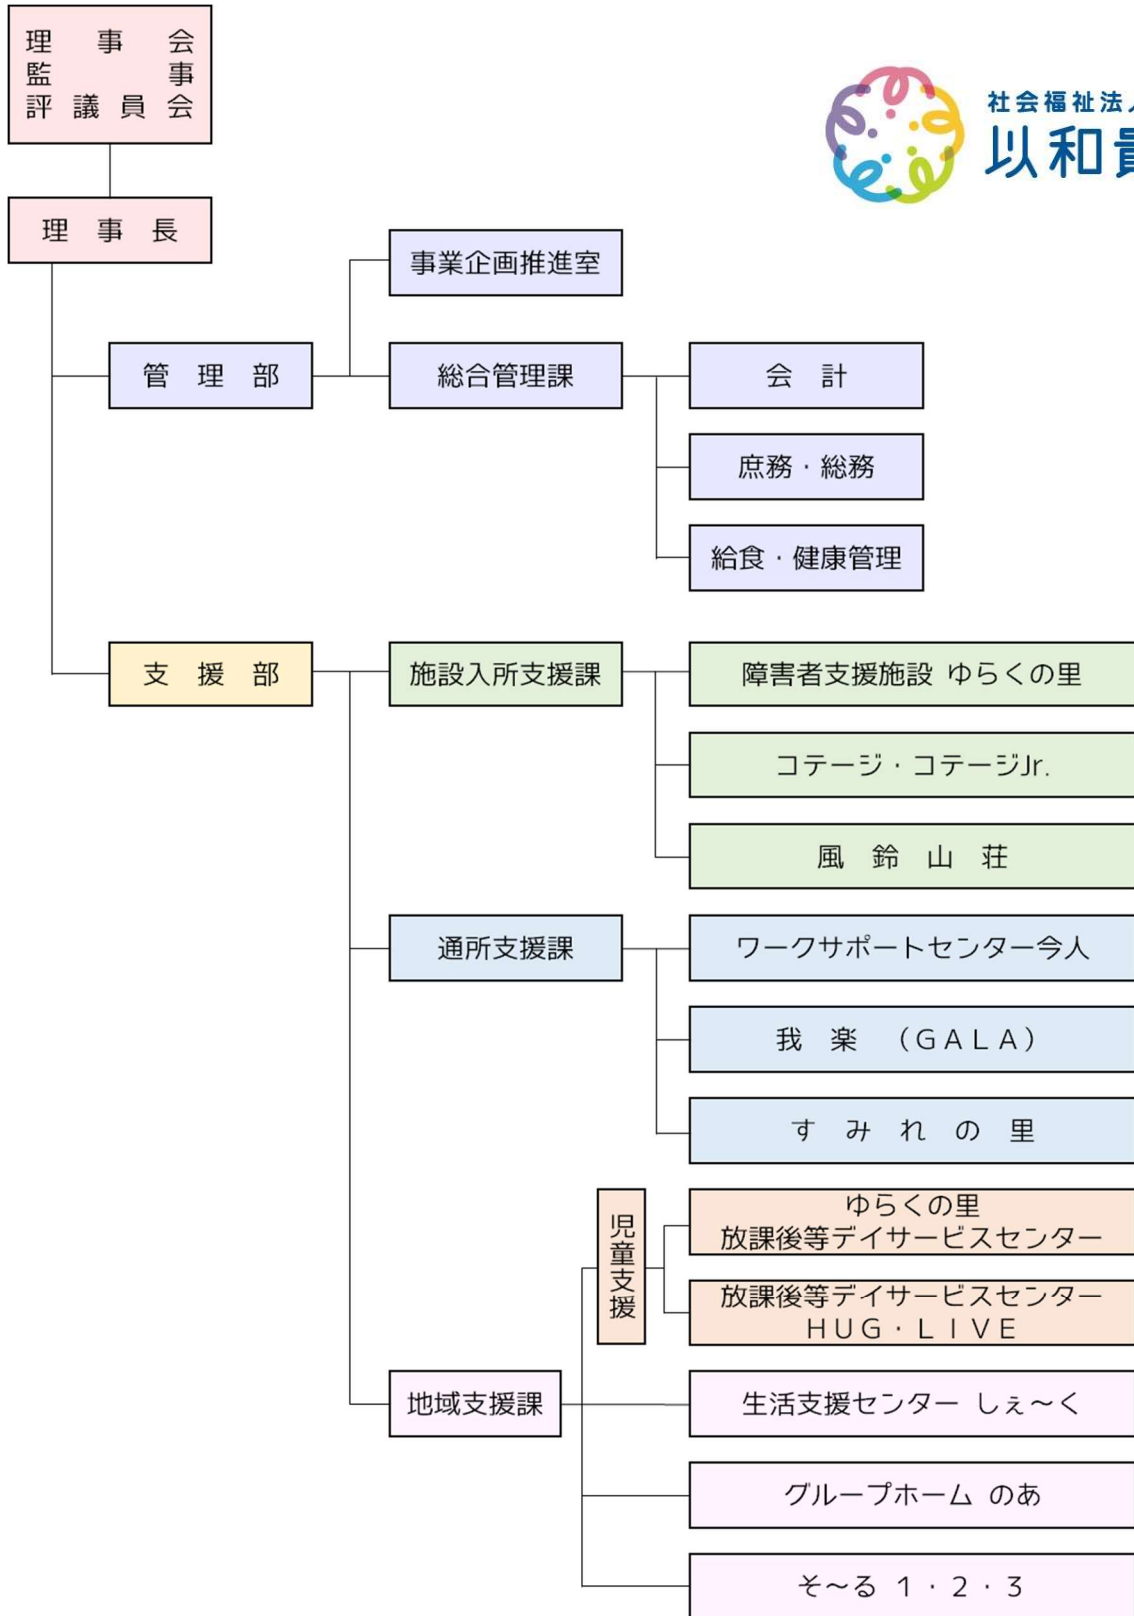 理事会
監事
評議員会
社会福祉法人
以和貴
理事長
事業企画推進室
管理部
総合管理課
会計
庶務・総務
給食・健康管理
支援部
施設入所支援課
障害者支援施設 ゆらくの里
コテージ・コテージJr.
風鈴山荘
通所支援課
ワークサポートセンター今人
我楽 （ＧＡＬＡ）
すみれの里
児童支援
ゆらくの里
放課後等デイサービスセンター
放課後等デイサービスセンター
ＨＵＧ・ＬＩＶＥ
地域支援課
生活支援センター しぇ～く
グループホーム のあ
そ～る １・２・３